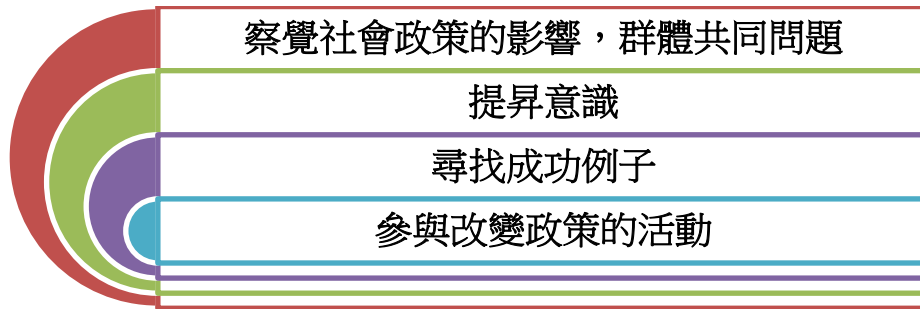 察覺社會政策的影響，群體共同問題
提昇意識
尋找成功例子
參與改變政策的活動